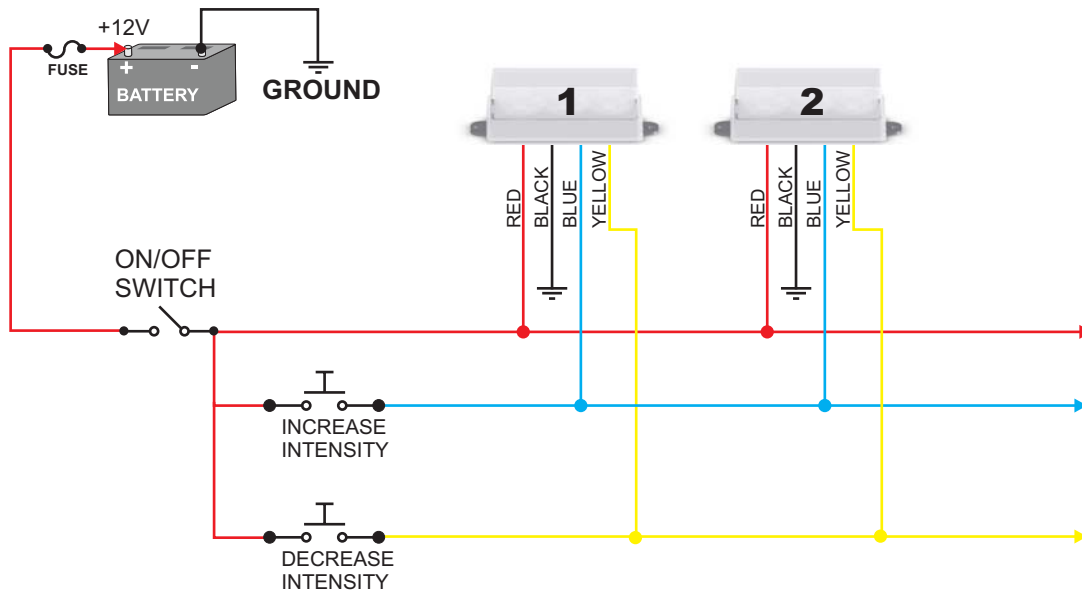 +12V
FUSE
+ -
BATTERY
GROUND
1
2
RED
BLACK
BLUE
YELLOW
RED
BLACK
BLUE
YELLOW
ON/OFF
SWITCH
INCREASE
INTENSITY
DECREASE
INTENSITY